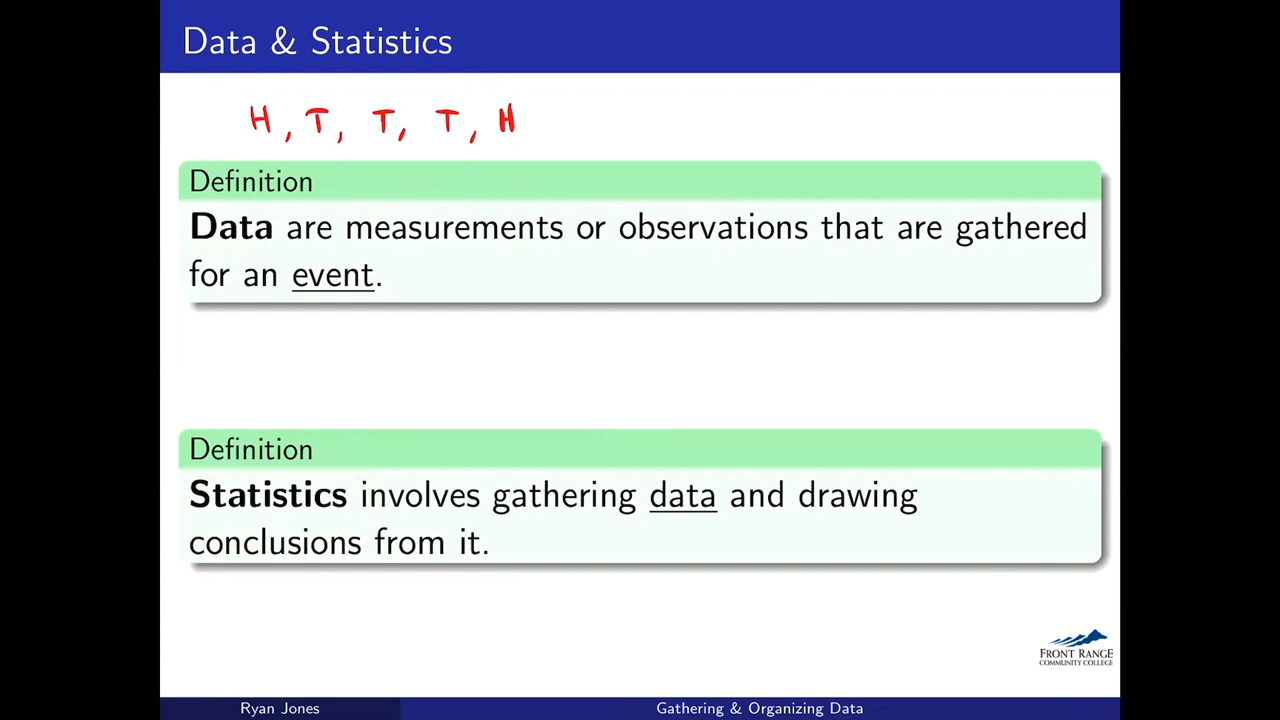 Data & Statistics
H, T, T, T, H
Definition
Data are measurements or observations that are gathered
for an event.
Definition
Statistics involves gathering data and drawing
conclusions from it.
FRONT RANGE
COMMUNITY COLLEGE
Ryan Jones
Gathering & Organizing Data